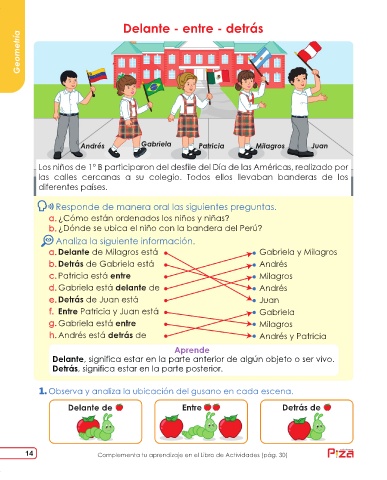 Geometría
Delante - entre - detrás
Andrés Gabriela Patricia Milagros Juan
Los niños de 1° B participaron del desfile del Día de las Américas, realizado por
las calles cercanas a su colegio. Todos ellos llevaban banderas de los
diferentes países.
Responde de manera oral las siguientes preguntas.
a. ¿Cómo están ordenados los niños y niñas?
b. ¿Dónde se ubica el niño con la bandera del Perú?
Analiza la siguiente información.
a. Delante de Milagros está Gabriela y Milagros
b. Detrás de Gabriela está Andrés
c. Patricia está entre Milagros
d. Gabriela está delante de Andrés
e. Detrás de Juan está Juan
f. Entre Patricia y Juan está Gabriela
g. Gabriela está entre Milagros
h. Andrés está detrás de Andrés y Patricia
Aprende
Delante, significa estar en la parte anterior de algún objeto o ser vivo.
Detrás, significa estar en la parte posterior.
1. Observa y analiza la ubicación del gusano en cada escena.
Delante de Entre Detrás de
14 Complementa tu aprendizaje en el Libro de Actividades (pág. 30)